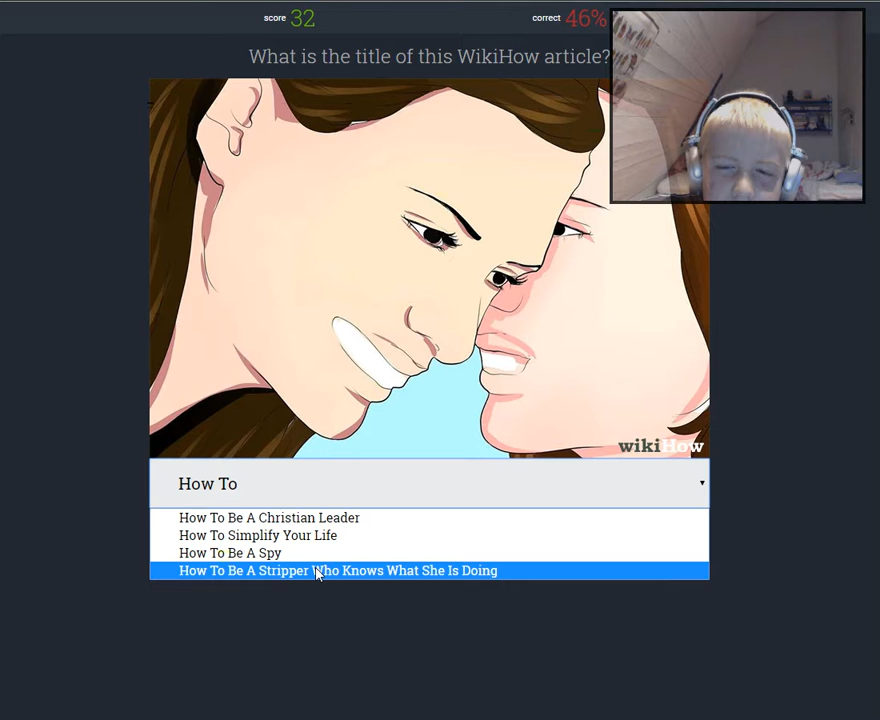 score 32
correct 46%
What is the title of this WikiHow article?
wikiHow
How To
How To Be A Christian Leader
How To Simplify Your Life
How To Be A Spy
How To Be A Stripper Who Knows What She Is Doing